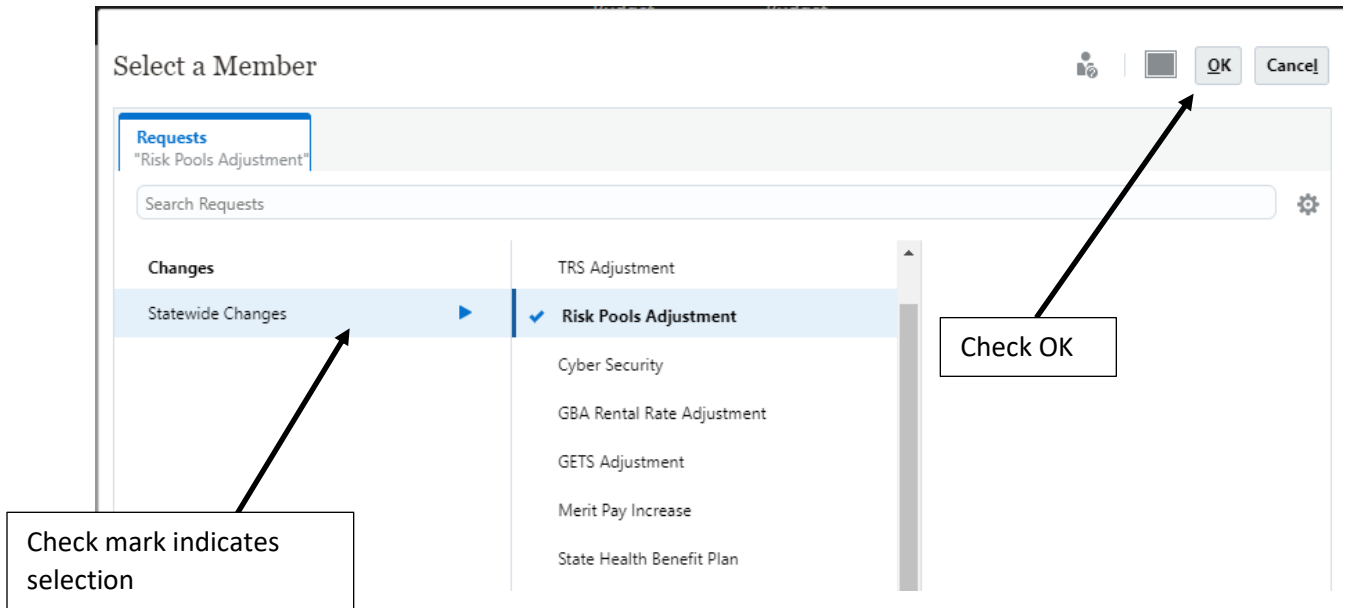 Select a Member
OK
Cancel
Requests
"Risk Pools Adjustment"
Search Requests
Changes
TRS Adjustment
Statewide Changes
Risk Pools Adjustment
Check OK
Cyber Security
GBA Rental Rate Adjustment
GETS Adjustment
Merit Pay Increase
Check mark indicates
selection
State Health Benefit Plan